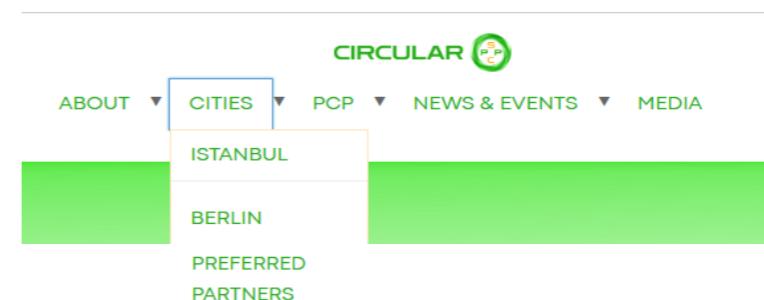 CIRCULAR
S
P P
C
ABOUT ▼ CITIES ▼ PCP ▼ NEWS & EVENTS ▼ MEDIA
ISTANBUL
BERLIN
PREFERRED
PARTNERS